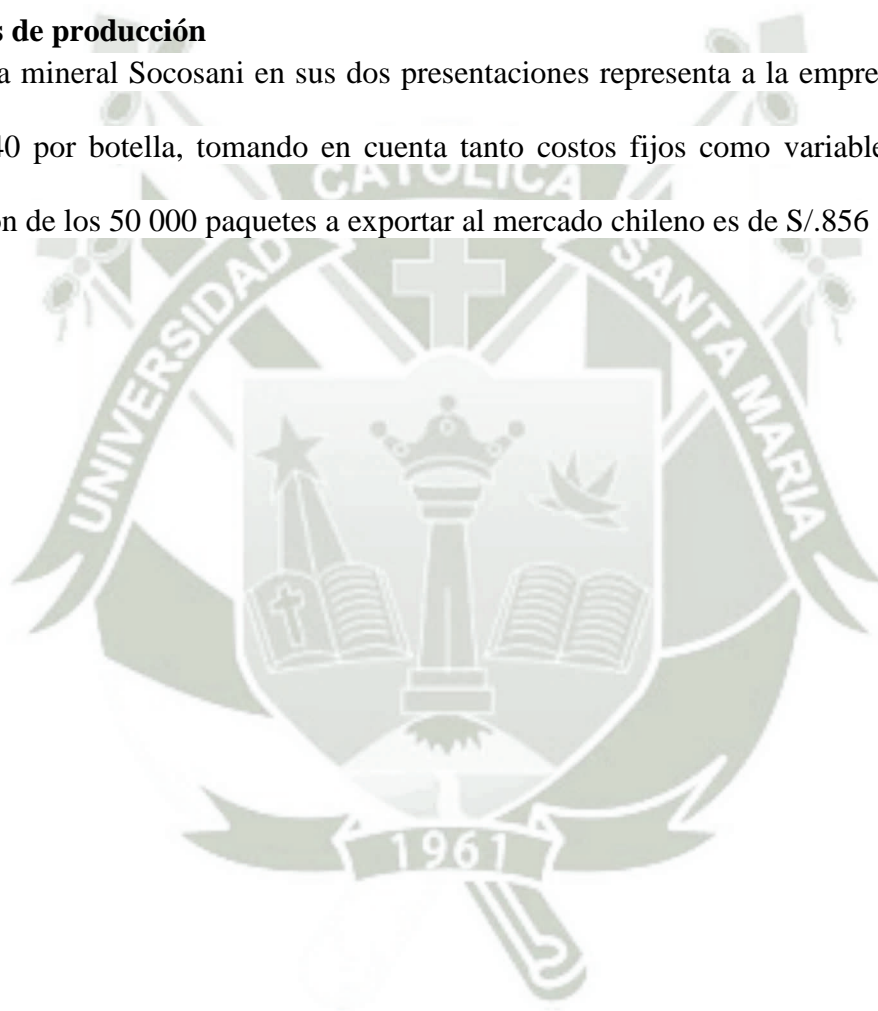 s de producción
a mineral Socosani en sus dos presentaciones representa a la empre
40 por botella, tomando en cuenta tanto costos fijos como variable
CATOLICA
ón de los 50 000 paquetes a exportar al mercado chileno es de S/.856
UNIVERSIDAD
SANTA MARIA
1961